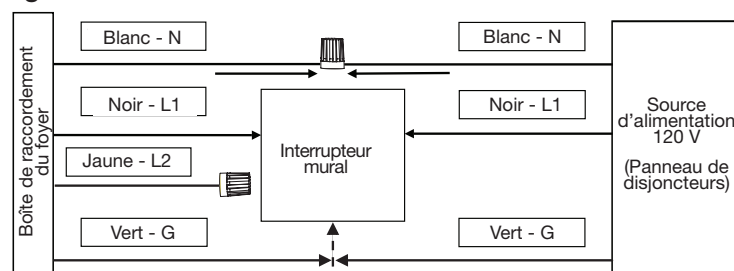 Blanc - N
Blanc - N
Boîte de raccordement
du foyer
Noir - L1
Noir - L1
Source
d'alimentation
120 V
(Panneau de
disjoncteurs)
Interrupteur
mural
Jaune - L2
Vert - G
Vert - G